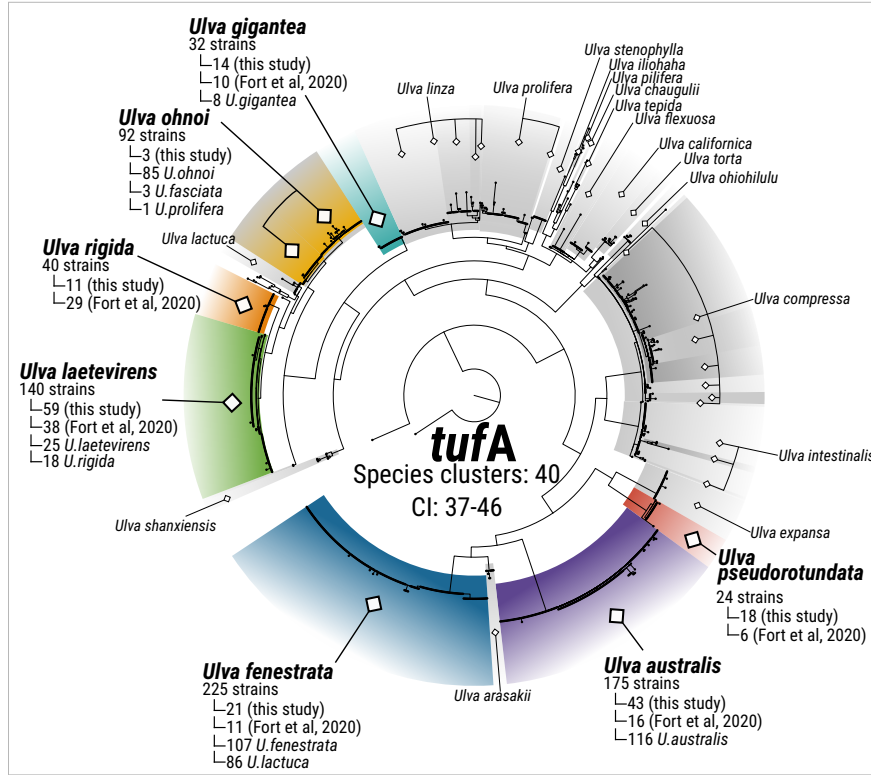 Ulva gigantea
32 strains
14 (this study)
10 (Fort et al, 2020)
8 U.gigantea
Ulva ohnoi
92 strains
3 (this study)
85 U.ohnoi
3 U.fasciata
1 U.prolifera
Ulva lactuca
Ulva rigida
40 strains
11 (this study)
29 (Fort et al, 2020)
Ulva laetevirens
140 strains
59 (this study)
38 (Fort et al, 2020)
25 U.laetevirens
18 U.rigida
Ulva shanxiensis
Ulva linza
Ulva prolifera
Ulva stenophylla
Ulva iliohaha
Ulva pilifera
Ulva chaugulii
Ulva tepida
Ulva flexuosa
Ulva californica
Ulva torta
Ulva ohiohilulu
Ulva compressa
Ulva intestinalis
Ulva expansa
tufA
Species clusters: 40
CI: 37-46
Ulva
pseudorotundata
24 strains
18 (this study)
6 (Fort et al, 2020)
Ulva australis
175 strains
43 (this study)
16 (Fort et al, 2020)
116 U.australis
Ulva arasakii
Ulva fenestrata
225 strains
21 (this study)
11 (Fort et al, 2020)
107 U.fenestrata
86 U.lactuca